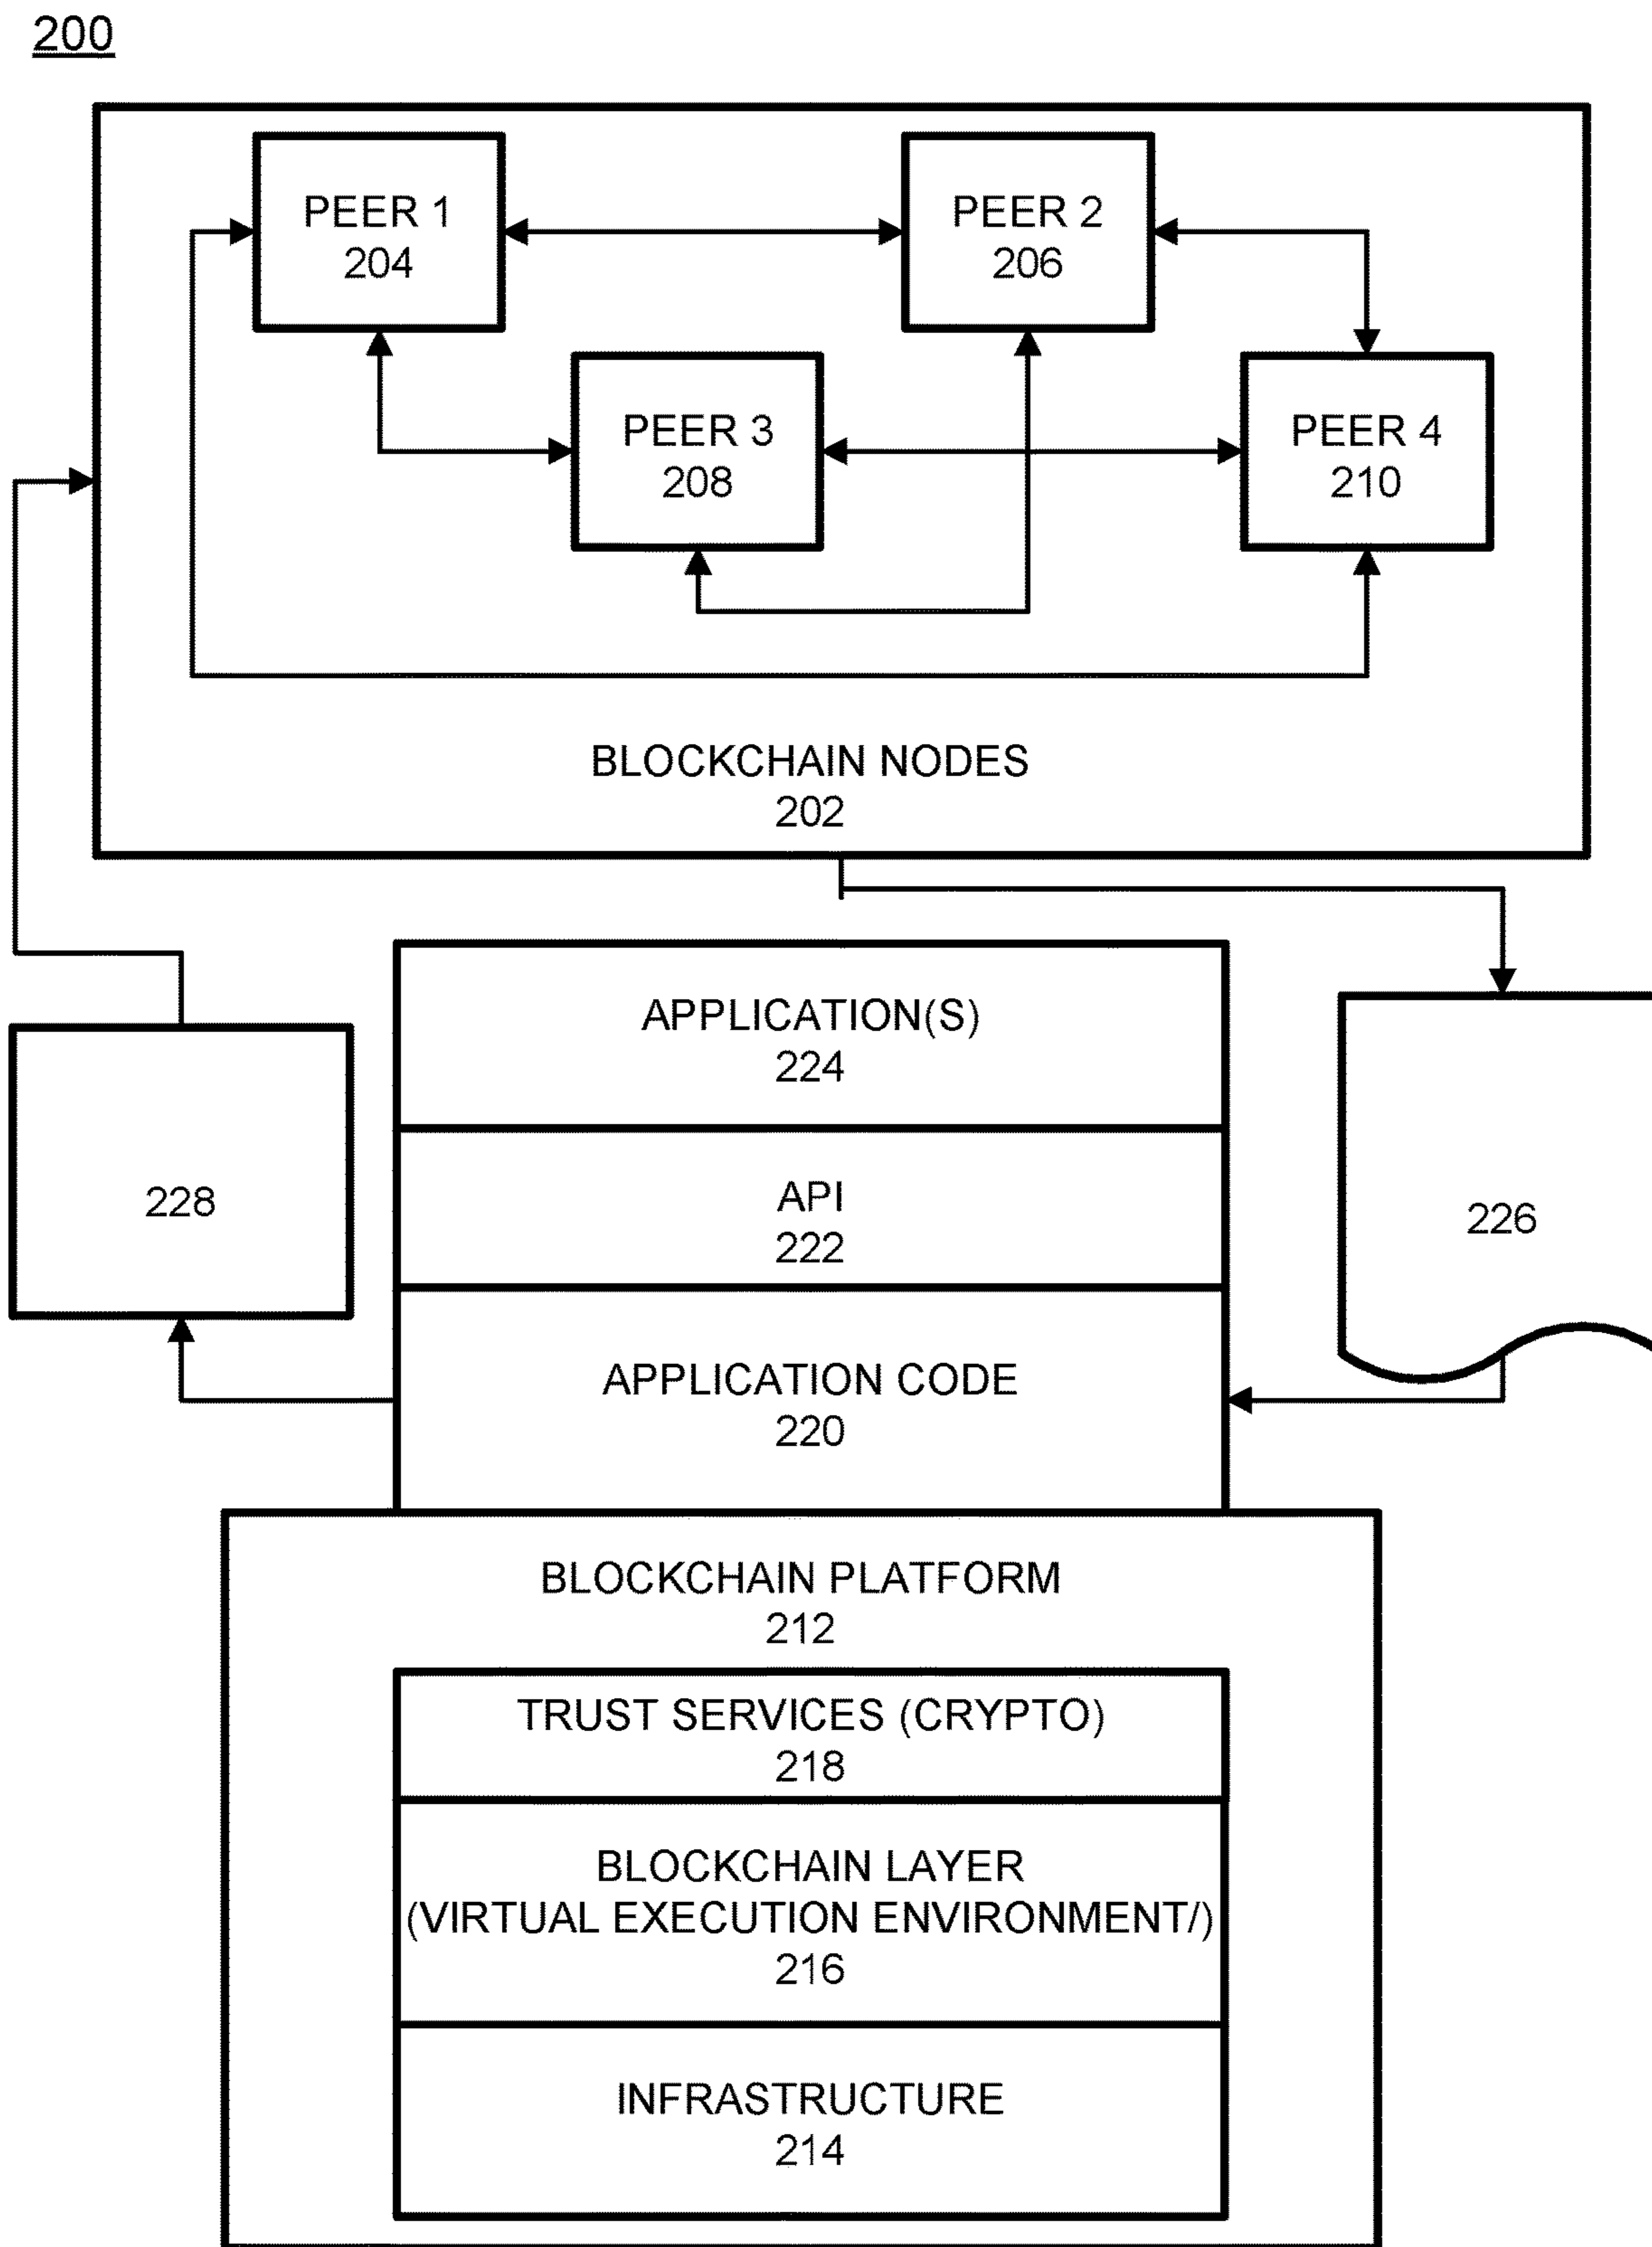 200
PEER 1
204
PEER 2
206
PEER 3
208
PEER 4
210
BLOCKCHAIN NODES
202
APPLICATION(S)
224
API
222
228
226
APPLICATION CODE
220
BLOCKCHAIN PLATFORM
212
TRUST SERVICES (CRYPTO)
218
BLOCKCHAIN LAYER
(VIRTUAL EXECUTION ENVIRONMENT/)
216
INFRASTRUCTURE
214